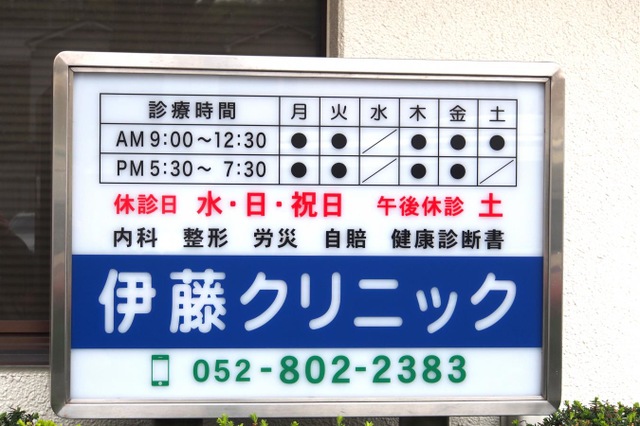 診療時間 月 火 水 木 金 土
AM 9:00〜12:30 ● ● ／ ● ● ●
PM 5:30〜 7:30 ● ● ／ ● ● ／
休診日 水・日・祝日 午後休診 土
内科 整形 労災 自賠 健康診断書
伊藤クリニック
052-802-2383